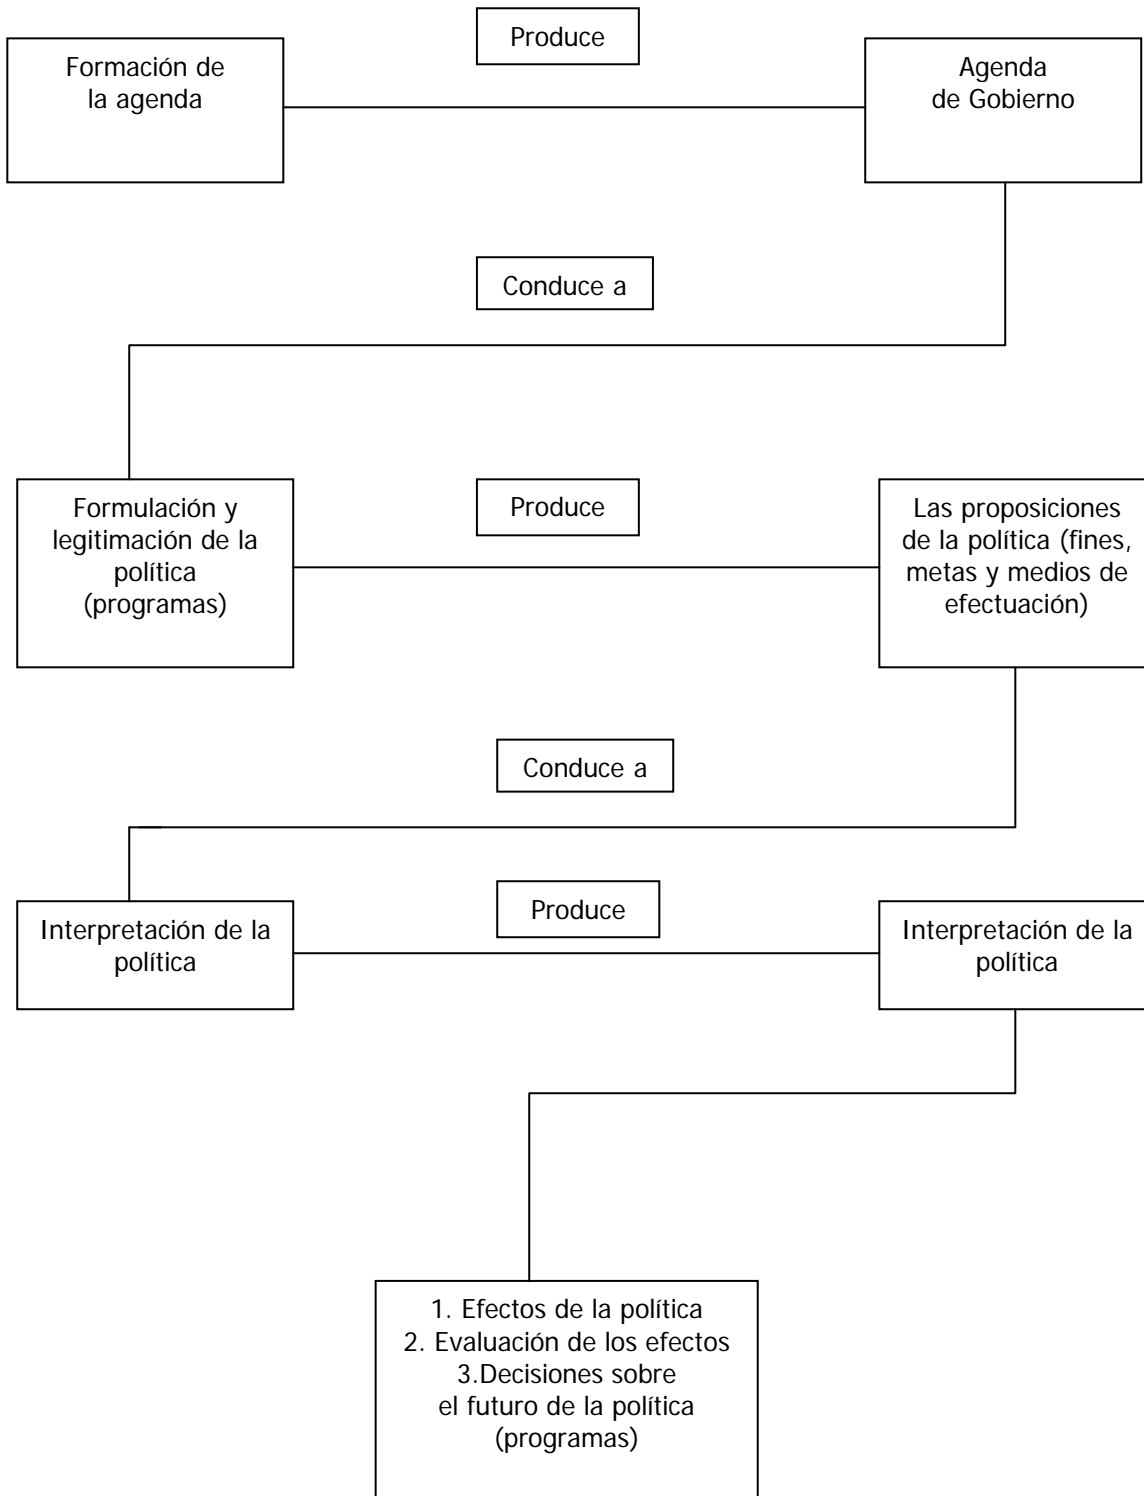 Produce
Formación de
la agenda
Agenda
de Gobierno
Conduce a
Formulación y
legitimación de la
política
(programas)
Produce
Las proposiciones
de la política (fines,
metas y medios de
efectuación)
Conduce a
Interpretación de la
política
Produce
Interpretación de la
política
1. Efectos de la política
2. Evaluación de los efectos
3.Decisiones sobre
el futuro de la política
(programas)